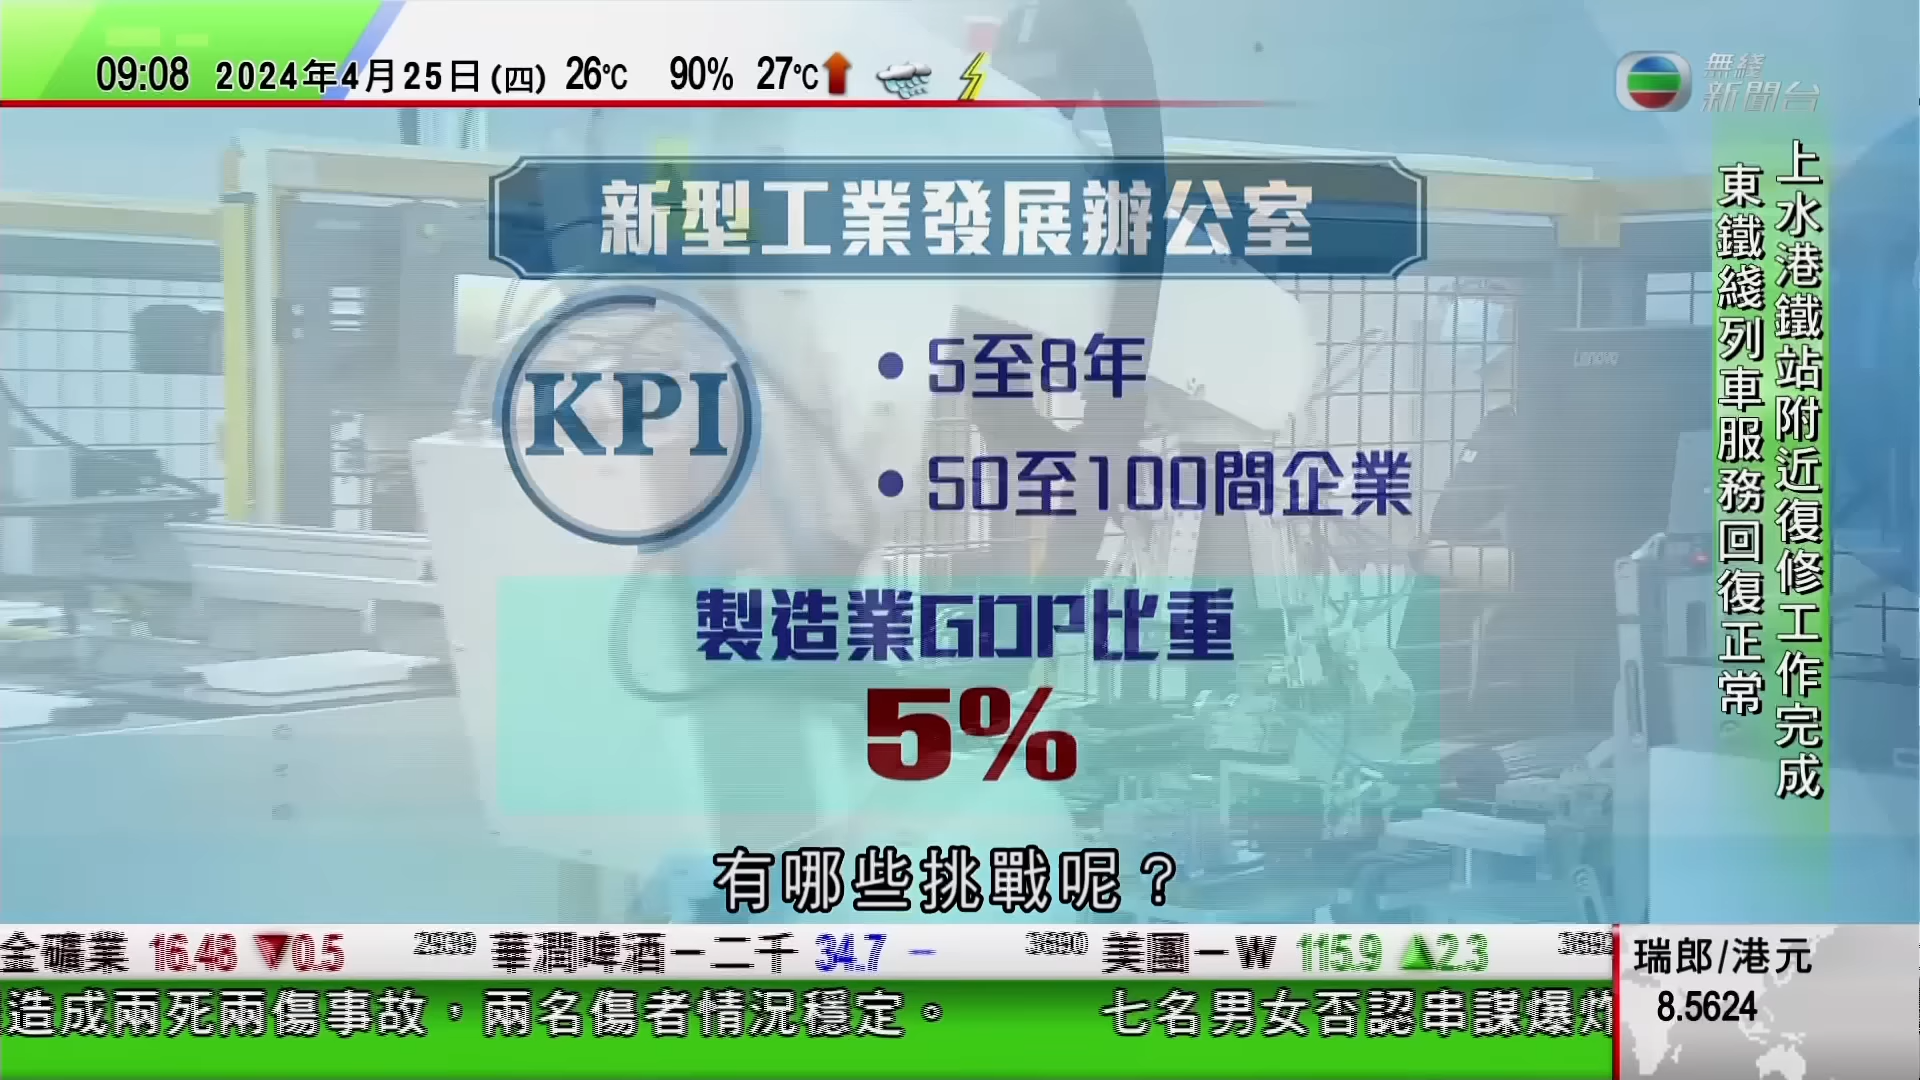 09:08 2024年4月25日(四) 26℃ 90% 27℃
無綫
新聞台
上水港鐵站附近復修工作完成
東鐵綫列車服務回復正常
新型工業發展辦公室
KPI
• 5至8年
• 50至100間企業
製造業GDP比重
5%
有哪些挑戰呢？
Lenovo
金礦業 16.48 ▼0.5 華潤啤酒一二千 34.7 – 3690 美團－W 115.9 ▲2.3
造成兩死兩傷事故，兩名傷者情況穩定。 七名男女否認串謀爆炸
瑞郎/港元
8.5624